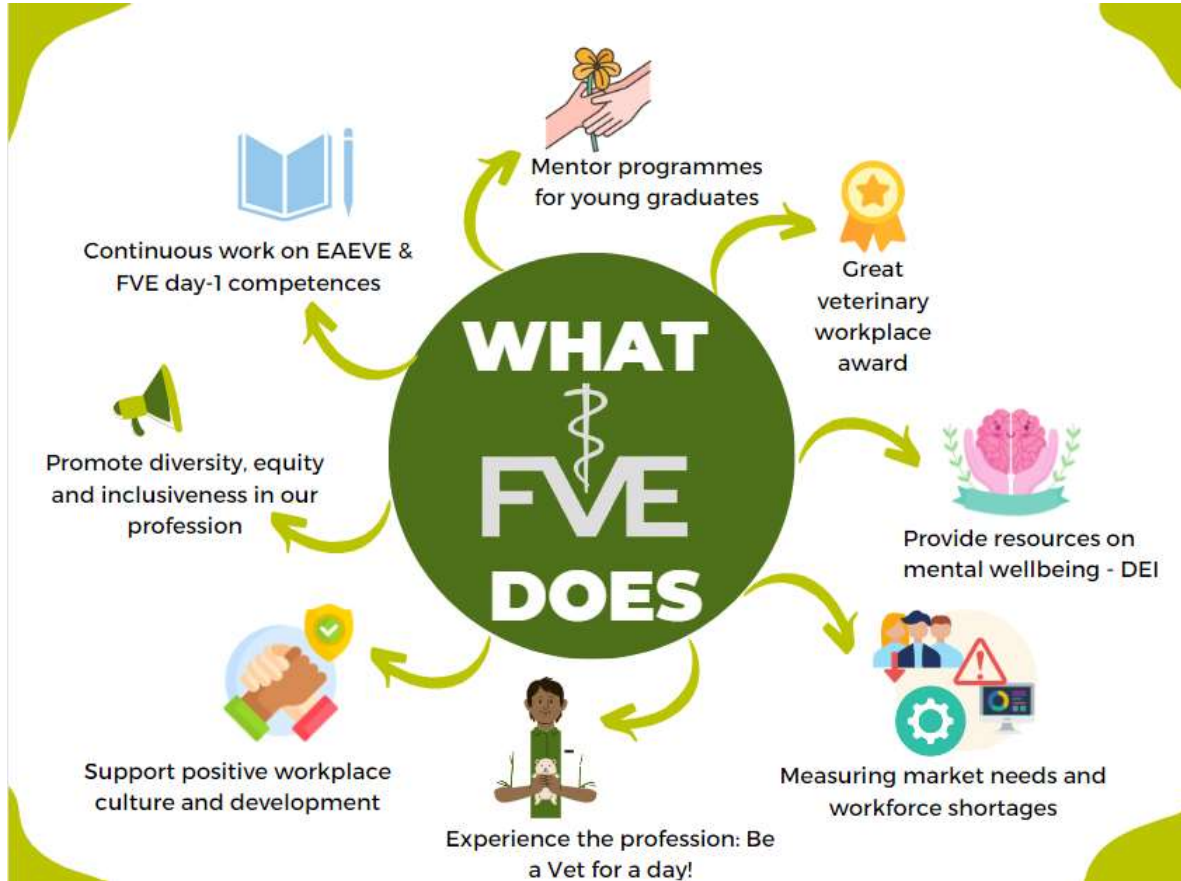 WHAT
FVE
DOES
Mentor programmes
for young graduates
Great
veterinary
workplace
award
Provide resources on
mental wellbeing - DEI
Measuring market needs and
workforce shortages
Experience the profession: Be
a Vet for a day!
Support positive workplace
culture and development
Promote diversity, equity
and inclusiveness in our
profession
Continuous work on EAEVE &
FVE day-1 competences